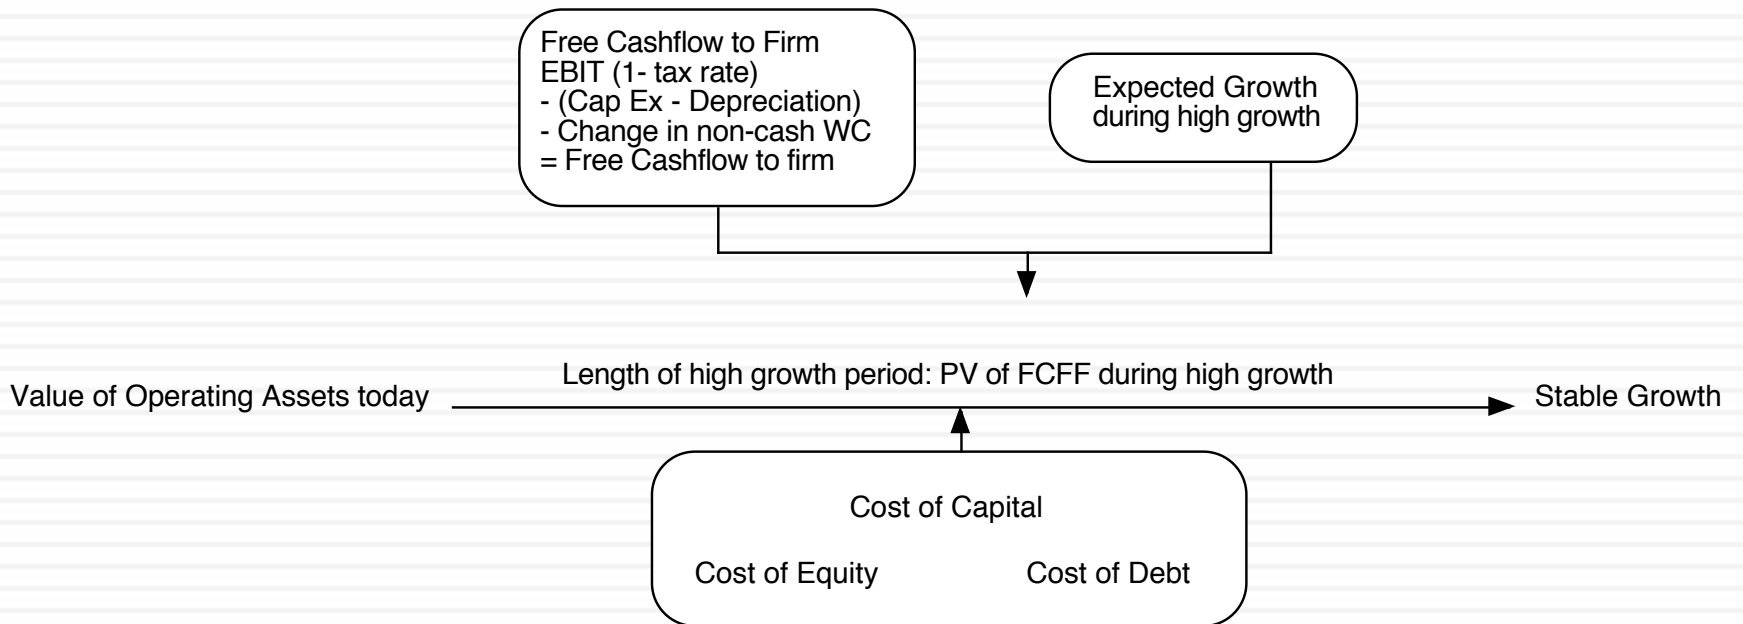 Free Cashflow to Firm
EBIT (1- tax rate)
- (Cap Ex - Depreciation)
- Change in non-cash WC
= Free Cashflow to firm
Expected Growth
during high growth
Length of high growth period: PV of FCFF during high growth
Value of Operating Assets today
Stable Growth
Cost of Capital
Cost of Equity
Cost of Debt